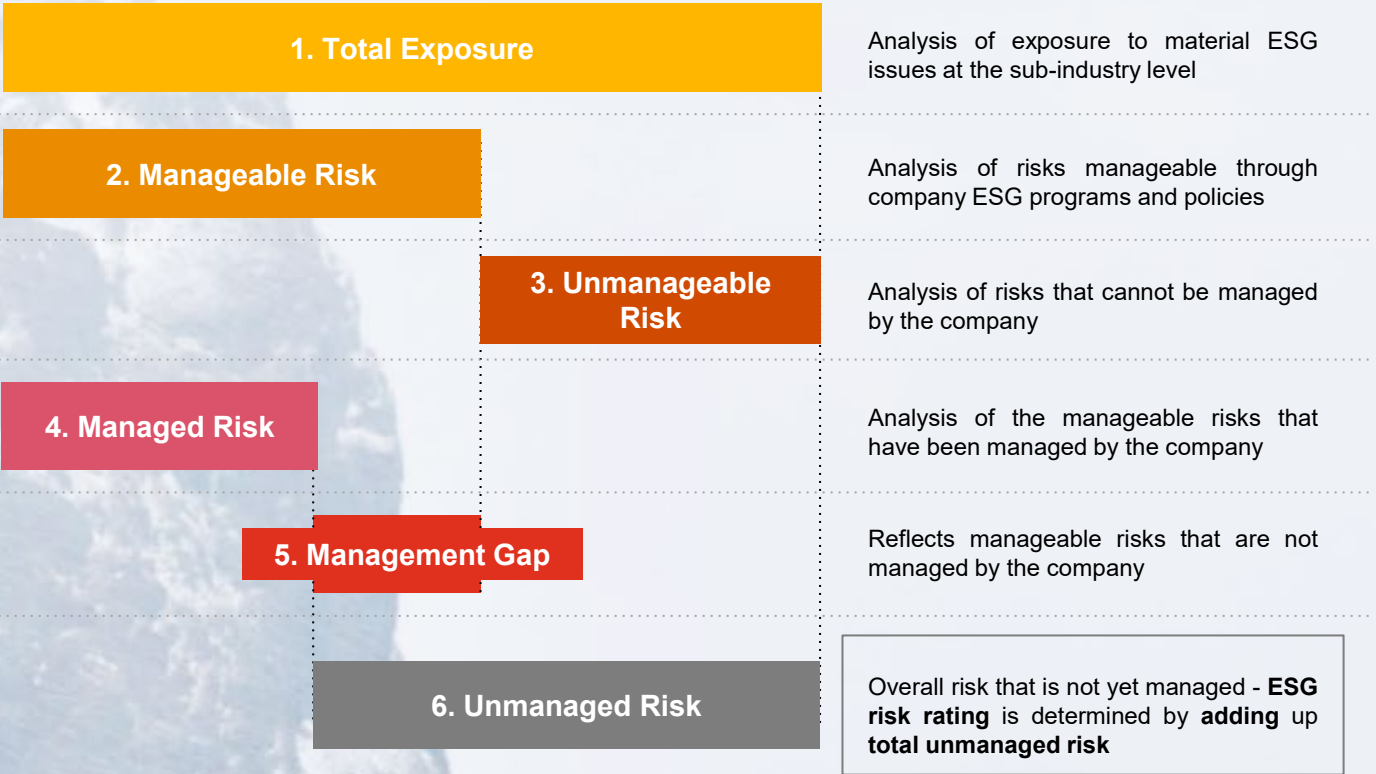 1. Total Exposure
Analysis of exposure to material ESG
issues at the sub-industry level
2. Manageable Risk
Analysis of risks manageable through
company ESG programs and policies
3. Unmanageable
Risk
Analysis of risks that cannot be managed
by the company
4. Managed Risk
Analysis of the manageable risks that
have been managed by the company
5. Management Gap
Reflects manageable risks that are not
managed by the company
6. Unmanaged Risk
Overall risk that is not yet managed - ESG
risk rating is determined by adding up
total unmanaged risk